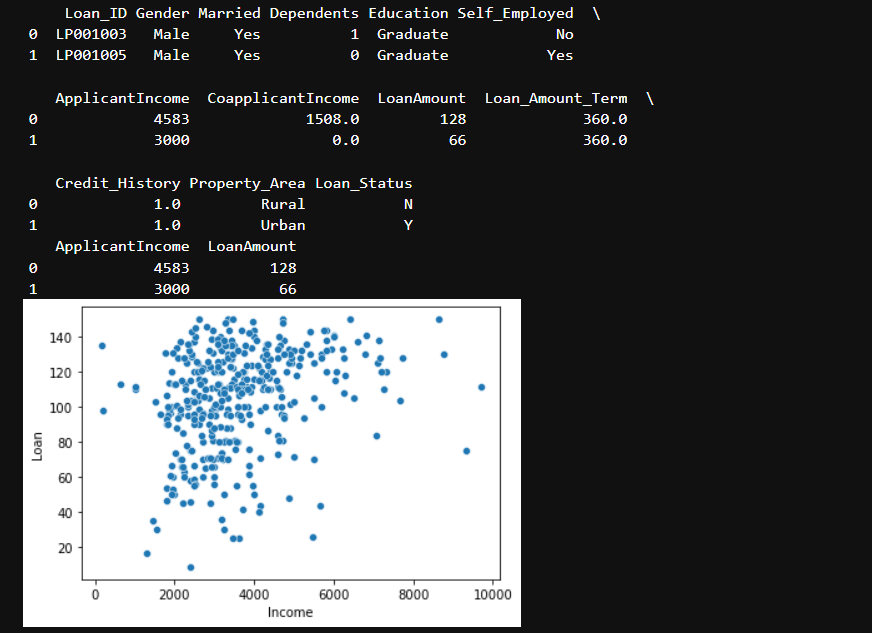 Loan_ID Gender Married Dependents Education Self_Employed \
0 LP001003 Male Yes 1 Graduate No
1 LP001005 Male Yes 0 Graduate Yes
ApplicantIncome CoapplicantIncome LoanAmount Loan_Amount_Term \
0 4583 1508.0 128 360.0
1 3000 0.0 66 360.0
Credit_History Property_Area Loan_Status
0 1.0 Rural N
1 1.0 Urban Y
ApplicantIncome LoanAmount
0 4583 128
1 3000 66
140
120
100
80
60
40
20
Loan
0 2000 4000 6000 8000 10000
Income